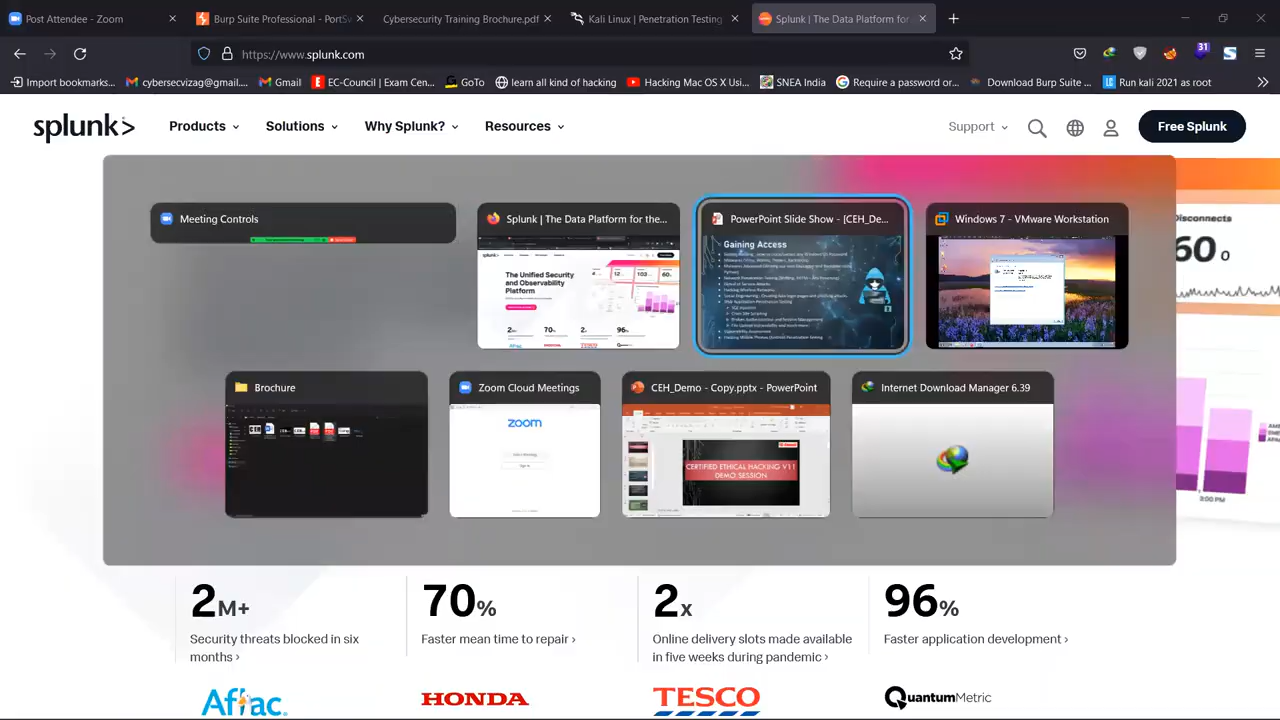 Post Attendee - Zoom
Burp Suite Professional - PortSw
Cybersecurity Training Brochure.pdf
Kali Linux | Penetration Testing
Splunk | The Data Platform for
https://www.splunk.com
31
Import bookmarks...
cybersecvizag@gmail....
Gmail
EC-Council | Exam Cen...
GoTo
learn all kind of hacking
Hacking Mac OS X Usi...
SNEA India
Require a password or...
Download Burp Suite ...
Run kali 2021 as root
splunk>
Products
Solutions
Why Splunk?
Resources
Support
Free Splunk
Meeting Controls
Splunk | The Data Platform for the...
PowerPoint Slide Show - [CEH_De...
Windows 7 - VMware Workstation
Disconnects
60
0
The Unified Security
and Observability
Platform
Gaining Access
Brochure
Zoom Cloud Meetings
CEH_Demo - Copy.pptx - PowerPoint
Internet Download Manager 6.39
zoom
CERTIFIED ETHICAL HACKING V11
DEMO SESSION
3:00 PM
2M+
Security threats blocked in six
months ›
70%
Faster mean time to repair ›
2x
Online delivery slots made available
in five weeks during pandemic ›
96%
Faster application development ›
Aflac
HONDA
TESCO
QuantumMetric